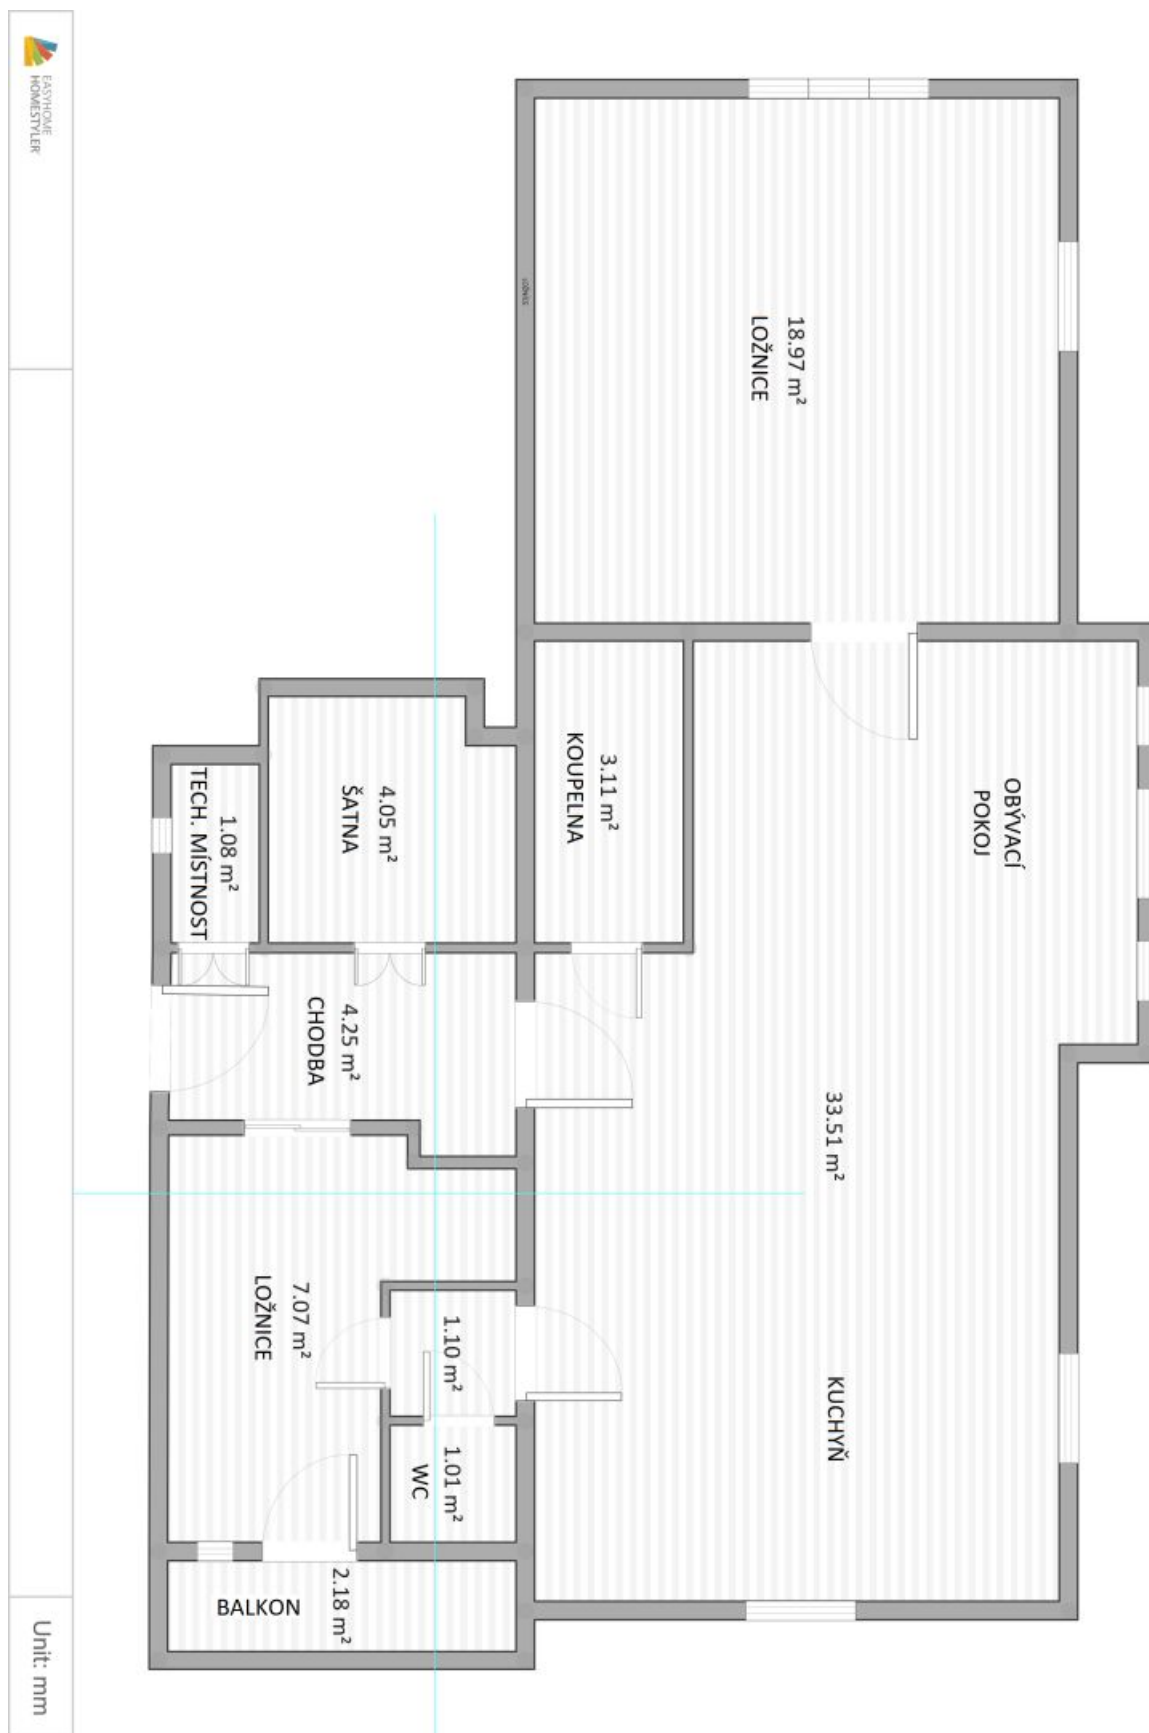 EASYHOME
HOMESTYLER
18.97 m²
LOŽNICE
OBÝVACÍ
POKOJ
3.11 m²
KOUPELNA
4.05 m²
ŠATNA
1.08 m²
TECH. MÍSTNOST
4.25 m²
CHODBA
33.51 m²
KUCHYŇ
7.07 m²
LOŽNICE
1.10 m²
1.01 m²
WC
2.18 m²
BALKON
Unit: mm